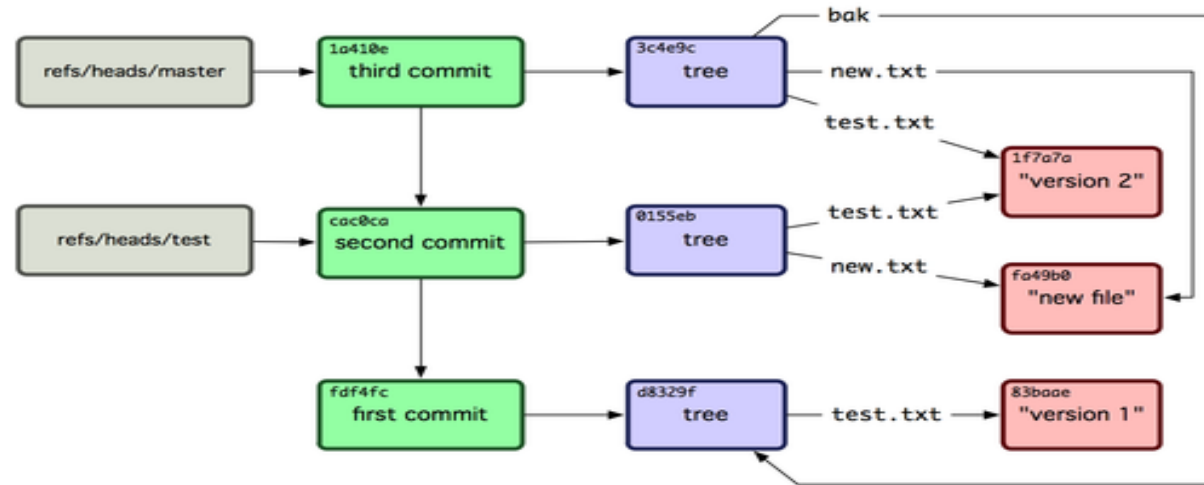 bak
1a410e
3c4e9c
refs/heads/master
third commit
tree
new.txt
test.txt
1f7a7a
"version 2"
cac0ca
0155eb
test.txt
refs/heads/test
second commit
tree
new.txt
fa49b0
"new file"
fdf4fc
d8329f
83baae
first commit
tree
test.txt
"version 1"